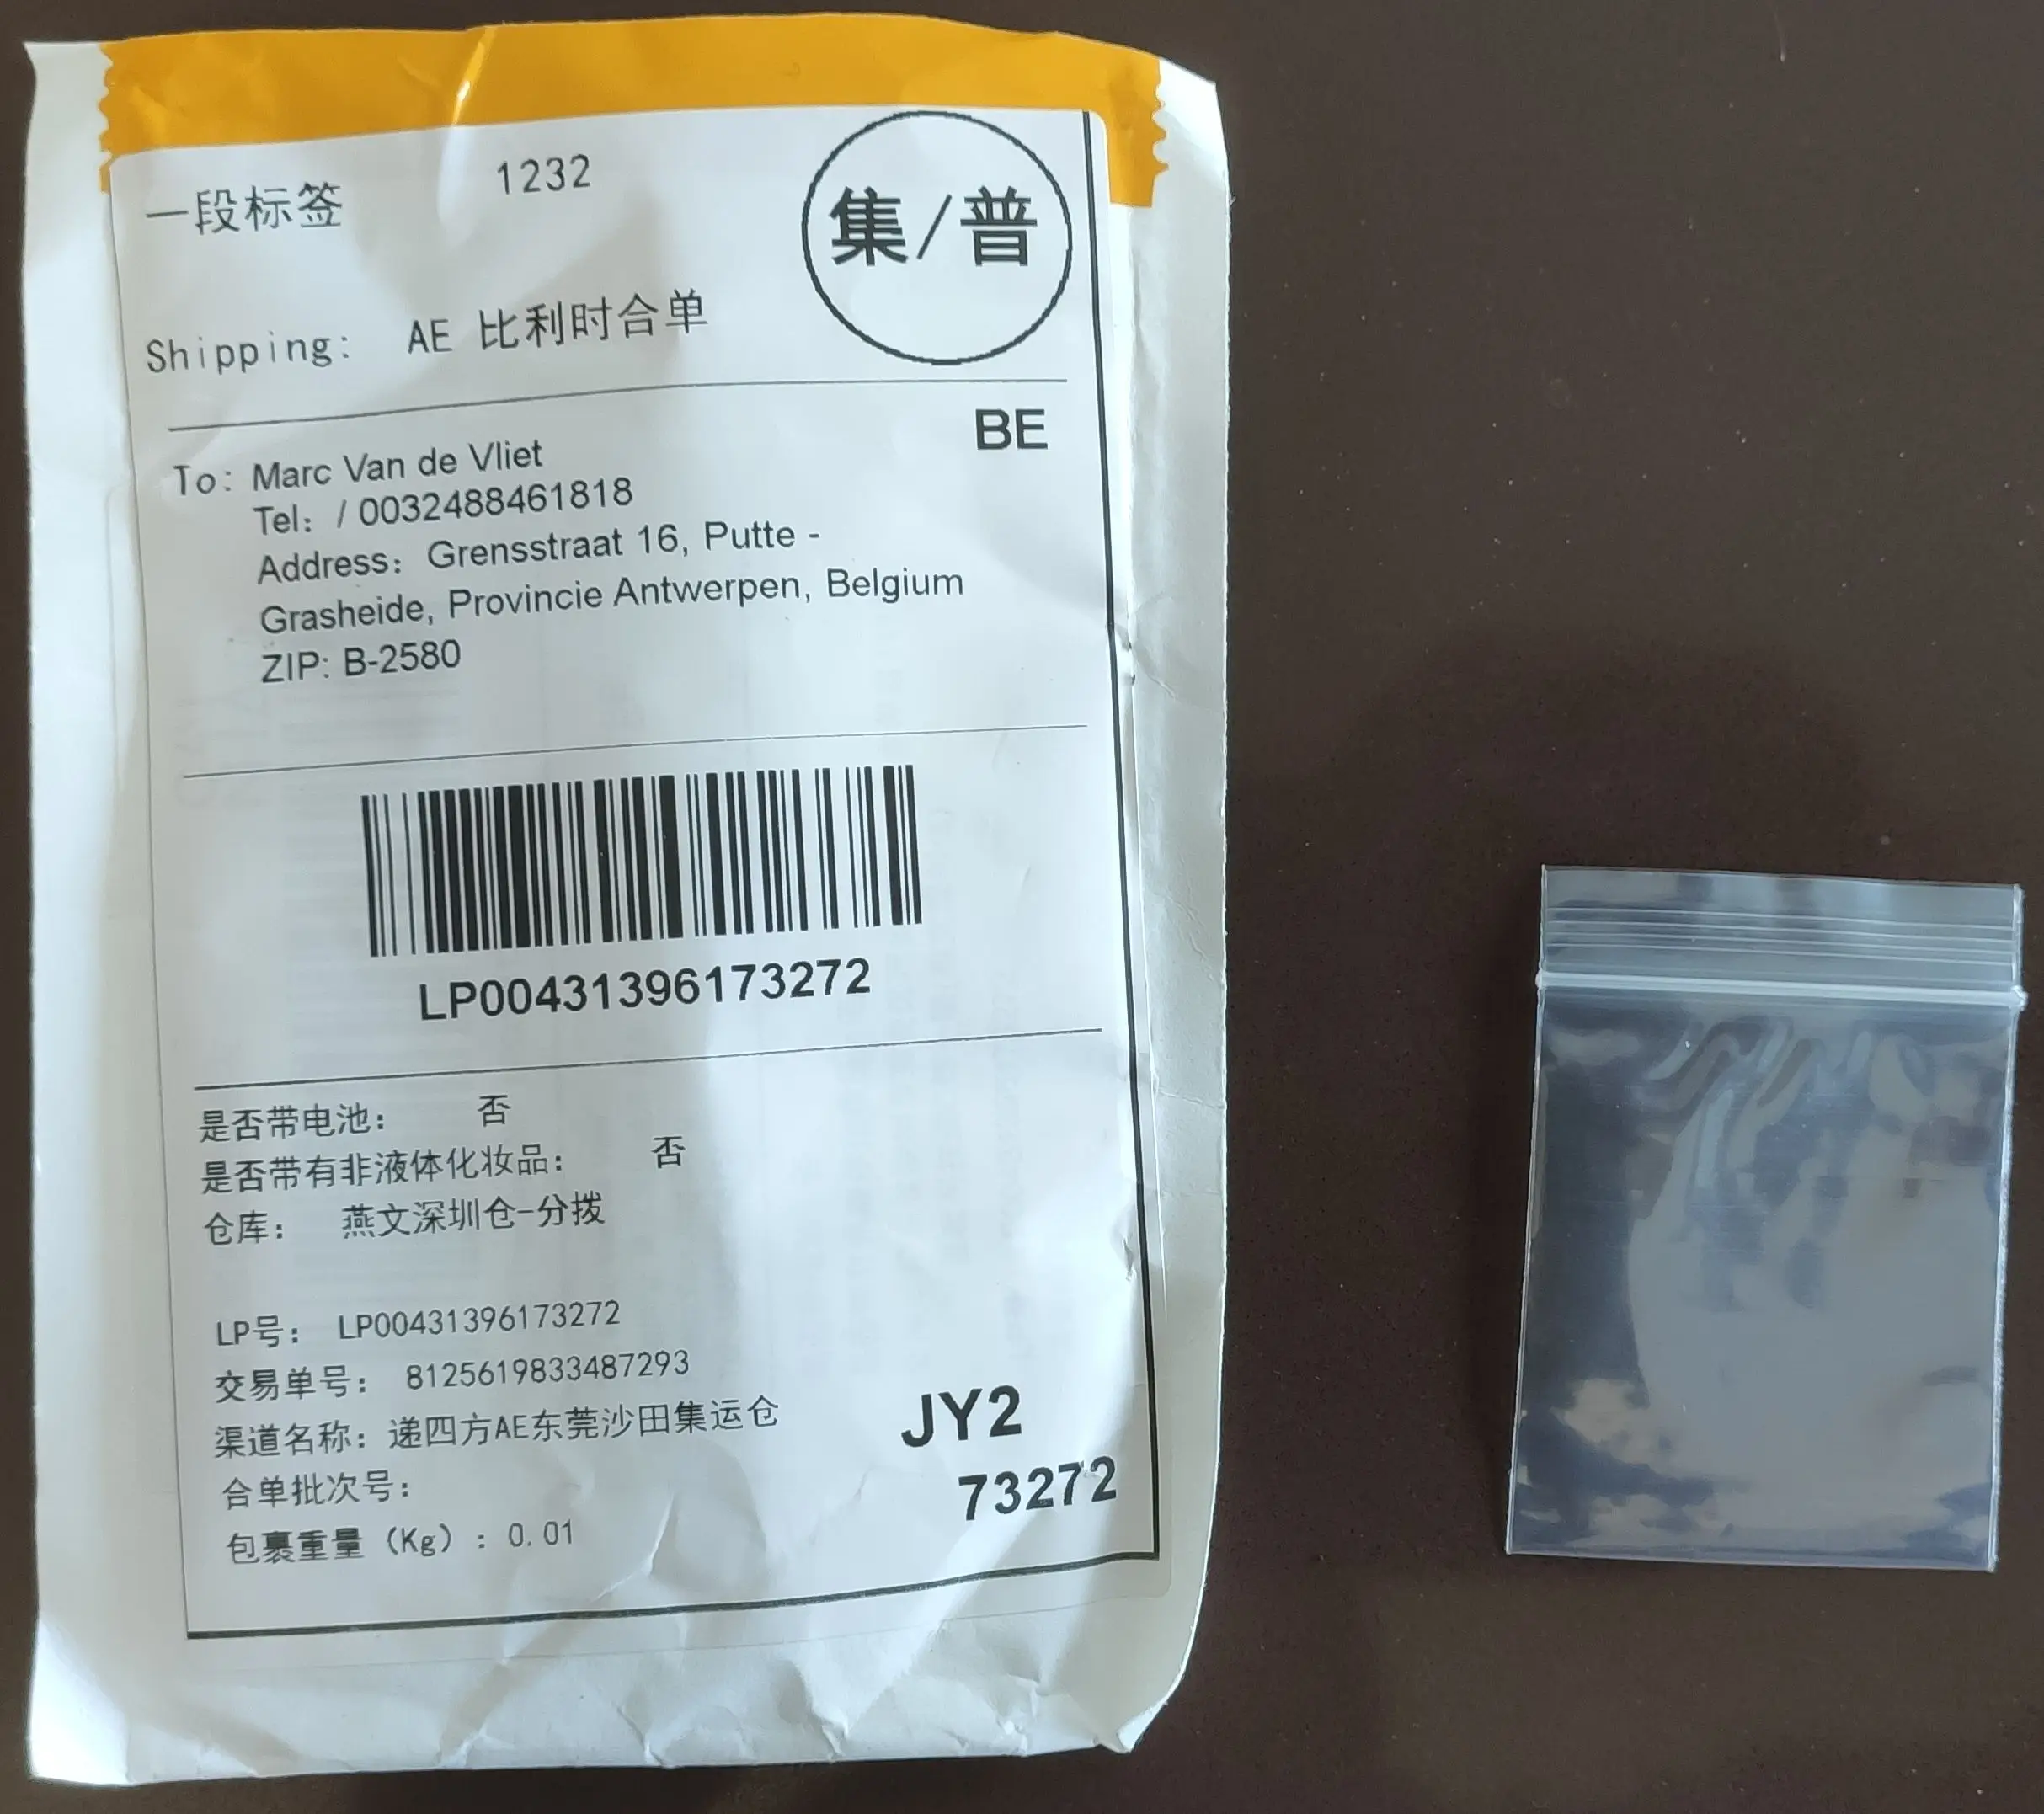 一段标签 1232 集/普
Shipping: AE 比利时合单
BE
To: Marc Van de Vliet
Tel: / 0032488461818
Address: Grensstraat 16, Putte -
Grasheide, Provincie Antwerpen, Belgium
ZIP: B-2580
LP00431396173272
是否带电池: 否
是否带有非液体化妆品: 否
仓库: 燕文深圳仓-分拨
LP号: LP00431396173272
交易单号: 8125619833487293
渠道名称: 递四方AE东莞沙田集运仓
JY2
合单批次号:
73272
包裹重量 (Kg) : 0.01